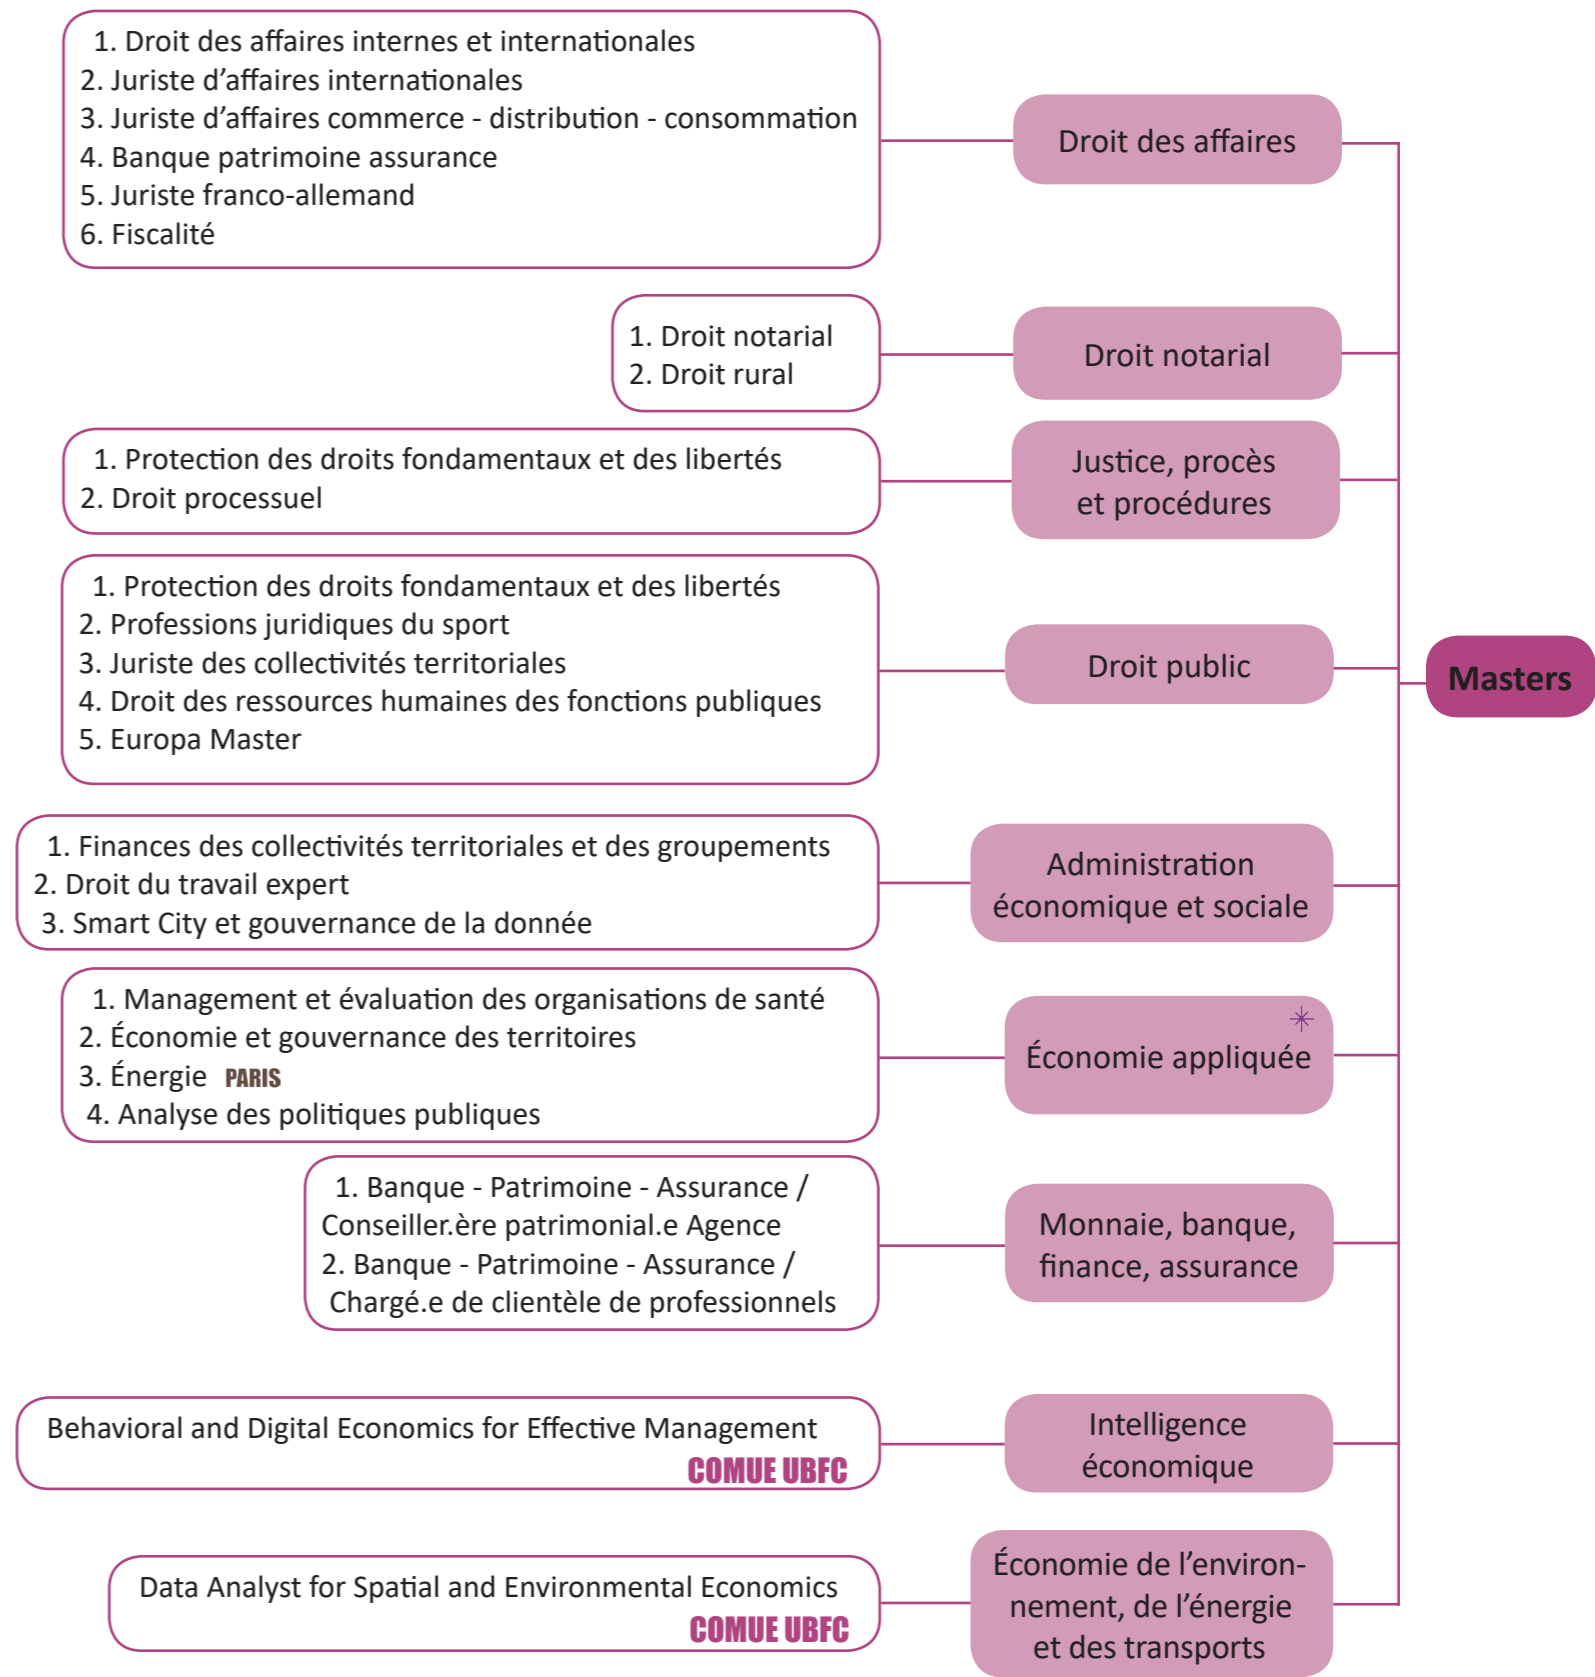 1. Droit des affaires internes et internationales
2. Juriste d’affaires internationales
3. Juriste d’affaires commerce - distribution - consommation
4. Banque patrimoine assurance
5. Juriste franco-allemand
6. Fiscalité
Droit des affaires
1. Droit notarial
2. Droit rural
Droit notarial
1. Protection des droits fondamentaux et des libertés
2. Droit processuel
Justice, procès
et procédures
1. Protection des droits fondamentaux et des libertés
2. Professions juridiques du sport
3. Juriste des collectivités territoriales
4. Droit des ressources humaines des fonctions publiques
5. Europa Master
Droit public
Masters
1. Finances des collectivités territoriales et des groupements
2. Droit du travail expert
3. Smart City et gouvernance de la donnée
Administration
économique et sociale
1. Management et évaluation des organisations de santé
2. Économie et gouvernance des territoires
3. Énergie PARIS
4. Analyse des politiques publiques
Économie appliquée
1. Banque - Patrimoine - Assurance /
Conseiller.ère patrimonial.e Agence
2. Banque - Patrimoine - Assurance /
Chargé.e de clientèle de professionnels
Monnaie, banque,
finance, assurance
Behavioral and Digital Economics for Effective Management
COMUE UBFC
Intelligence
économique
Data Analyst for Spatial and Environmental Economics
COMUE UBFC
Économie de l’environ-
nement, de l’énergie
et des transports